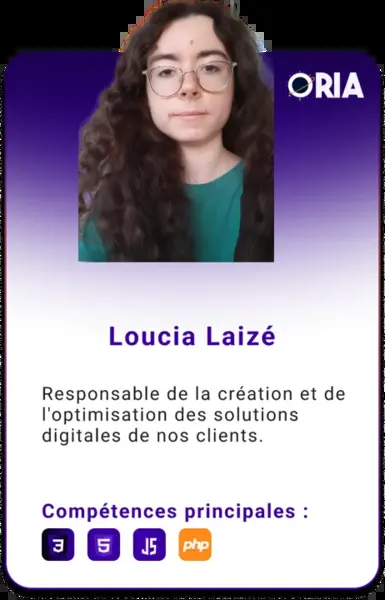 ORIA
Loucia Laizé
Responsable de la création et de
l'optimisation des solutions
digitales de nos clients.
Compétences principales :
3 5 JS php